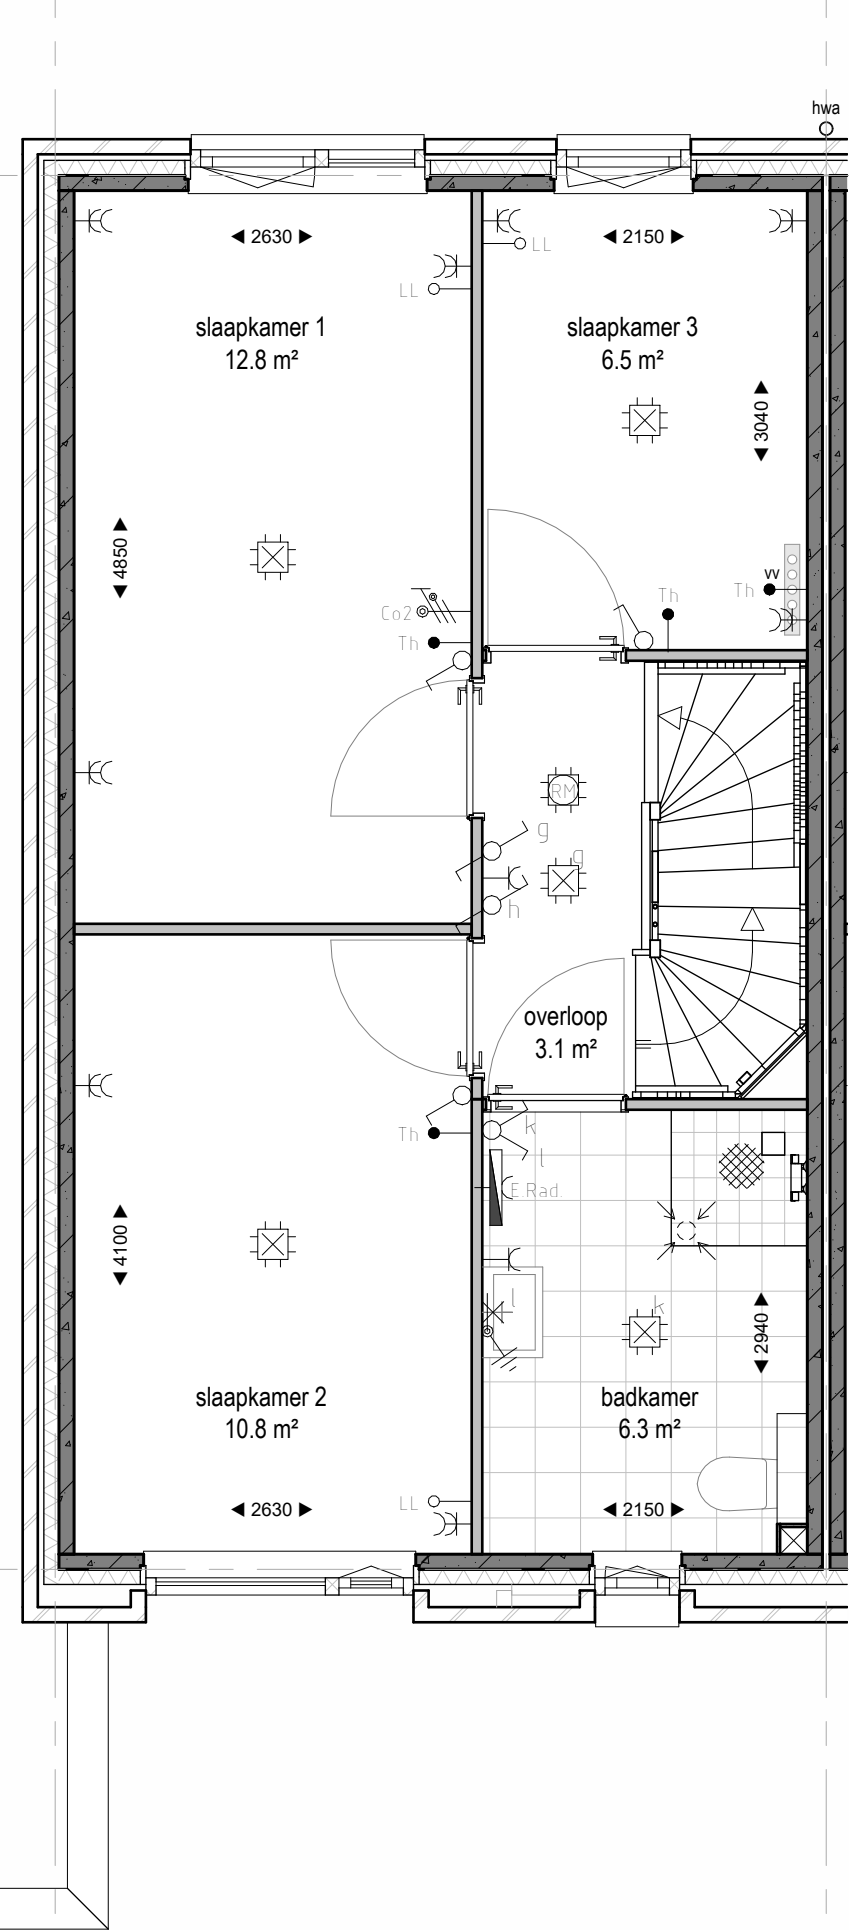 hwa
◄ 2630 ►
◄ 2150 ►
LL
LL
slaapkamer 1
12.8 m²
slaapkamer 3
6.5 m²
◄ 3040 ►
◄ 4850 ►
vv
Th
Th
Co2
Th
RM
g
g
h
overloop
3.1 m²
k
l
Th
E.Rad.
◄ 4100 ►
l
k
◄ 2940 ►
slaapkamer 2
10.8 m²
badkamer
6.3 m²
LL
◄ 2630 ►
◄ 2150 ►